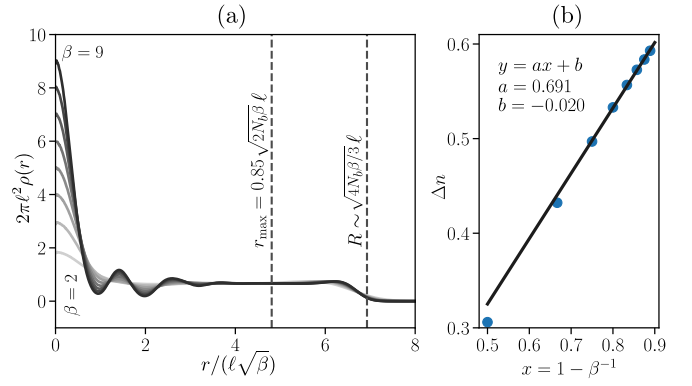 (a)
(b)
10
8
6
4
2
0
2πℓ²ρ(r)
β = 9
β = 2
r_max = 0.85√(2N_bβ) ℓ
R ~ √(4N_bβ/3) ℓ
0 2 4 6 8
r/(ℓ√β)
0.6
0.5
0.4
0.3
Δn
y = ax + b
a = 0.691
b = −0.020
0.5 0.6 0.7 0.8 0.9
x = 1 − β⁻¹